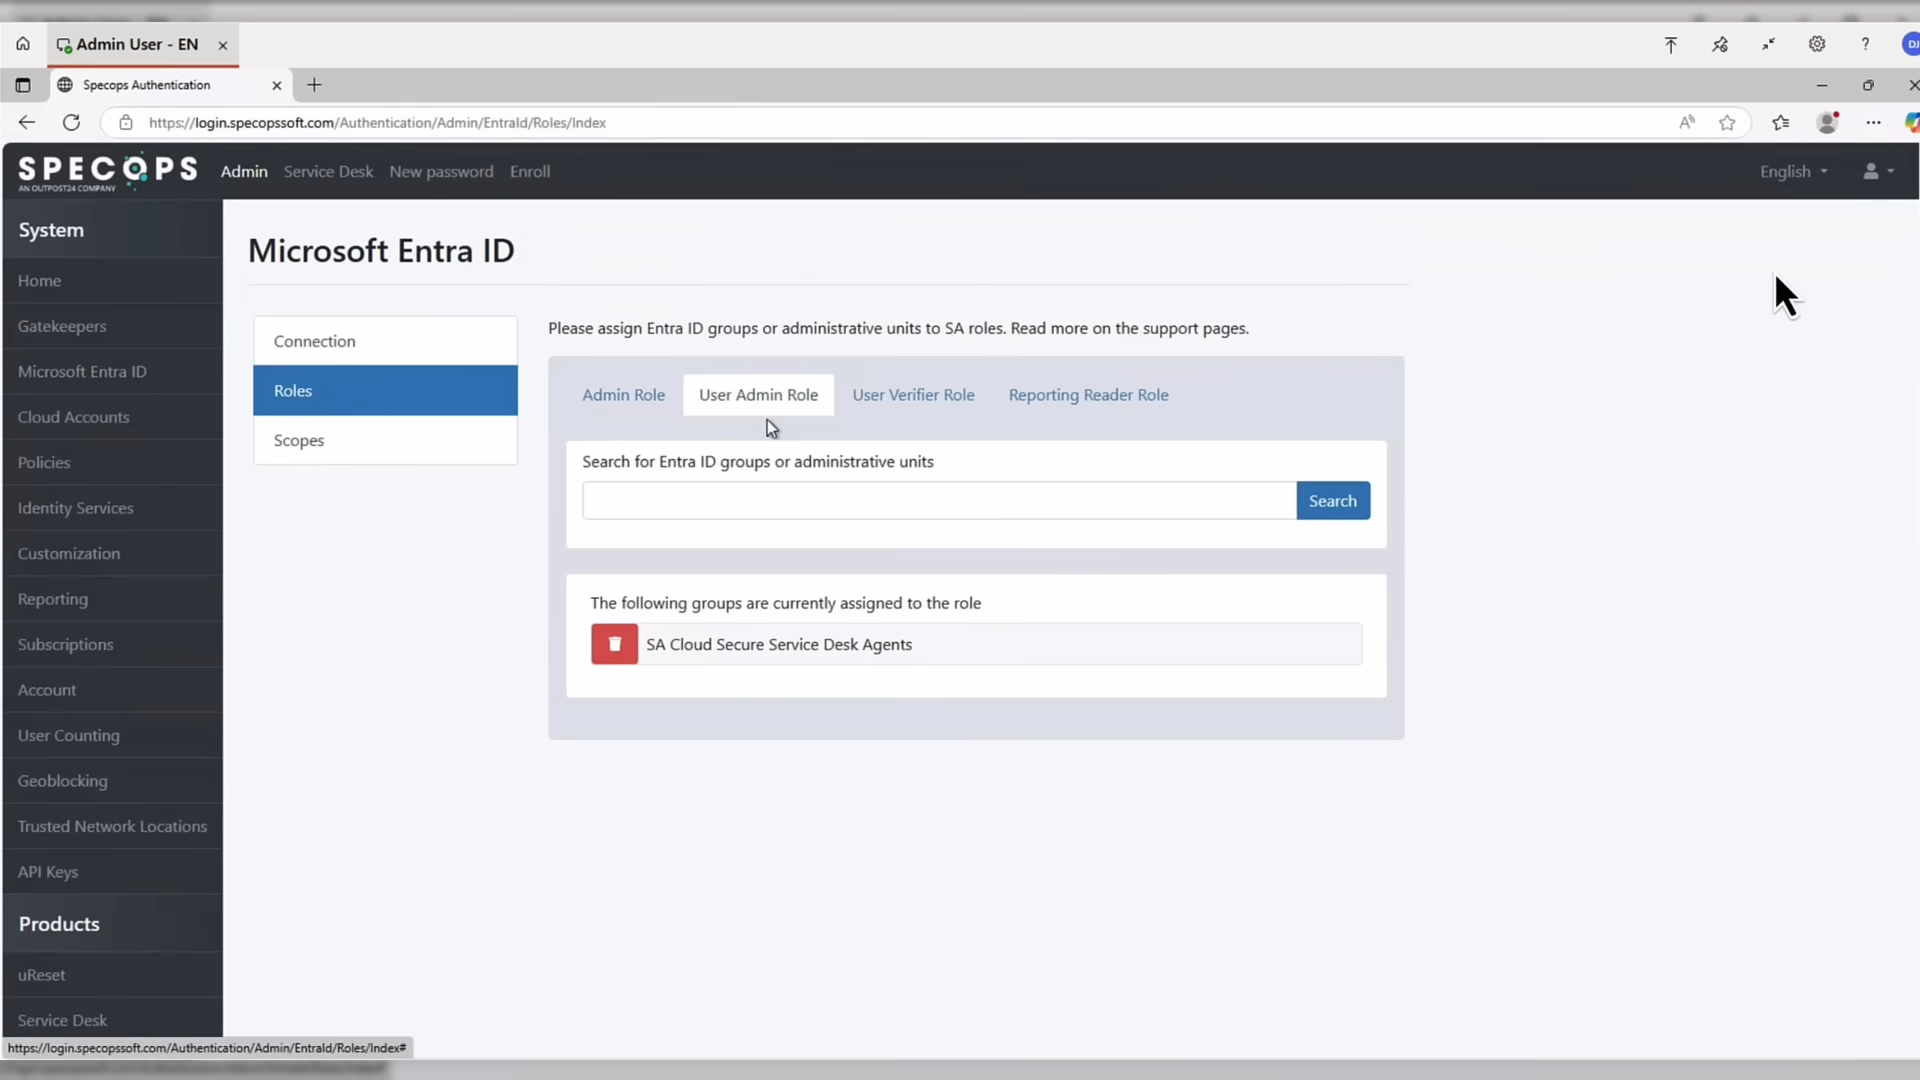 Admin User - EN
?
DJ
Specops Authentication
https://login.specopssoft.com/Authentication/Admin/EntraId/Roles/Index
SPECOPS
AN OUTPOST24 COMPANY
Admin
Service Desk
New password
Enroll
English
System
Home
Gatekeepers
Microsoft Entra ID
Cloud Accounts
Policies
Identity Services
Customization
Reporting
Subscriptions
Account
User Counting
Geoblocking
Trusted Network Locations
API Keys
Products
uReset
Service Desk
Microsoft Entra ID
Connection
Roles
Scopes
Please assign Entra ID groups or administrative units to SA roles. Read more on the support pages.
Admin Role
User Admin Role
User Verifier Role
Reporting Reader Role
Search for Entra ID groups or administrative units
Search
The following groups are currently assigned to the role
SA Cloud Secure Service Desk Agents
https://login.specopssoft.com/Authentication/Admin/EntraId/Roles/Index#